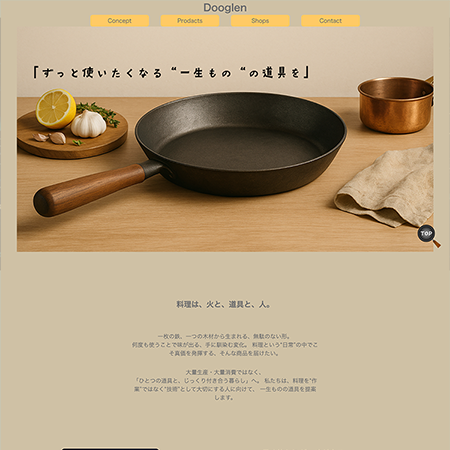 Dooglen
Concept
Products
Shops
Contact
「ずっと使いたくなる “一生もの “の道具を」
TOP
料理は、火と、道具と、人。
一枚の鉄、一つの木材から生まれる、無駄のない形。
何度も使うことで味が出る、手に馴染む変化。 料理という"日常"の中でこ
そ真価を発揮する、そんな商品を届けたい。
大量生産・大量消費ではなく、
「ひとつの道具と、じっくり付き合う暮らし」へ。 私たちは、料理を"作
業"ではなく"技術"として大切にする人に向けて、 一生ものの道具を提案
します。